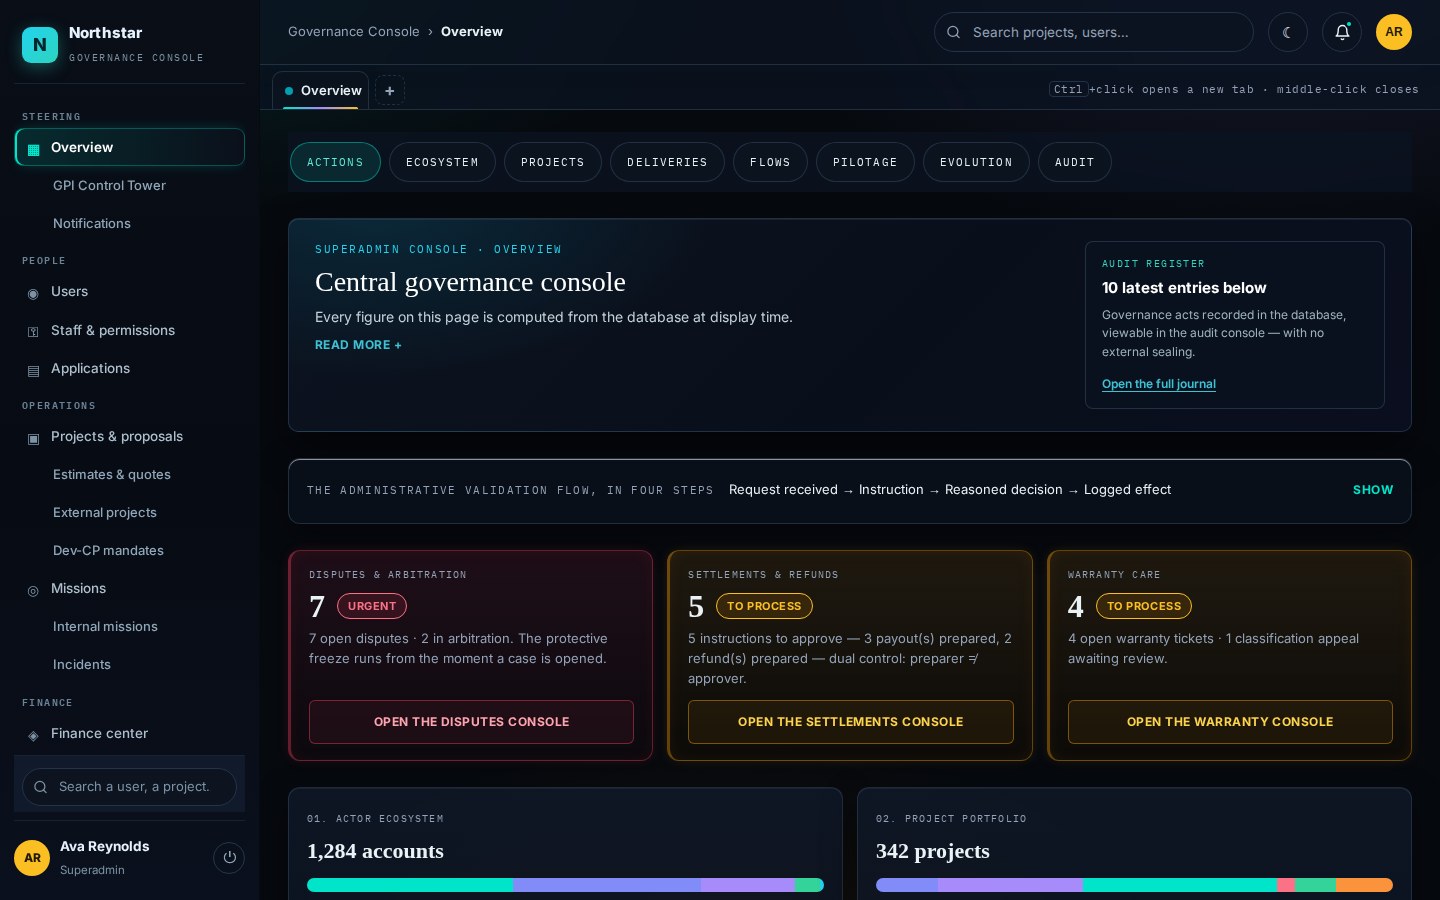 N
Northstar
GOVERNANCE CONSOLE
STEERING
Overview
GPI Control Tower
Notifications
PEOPLE
Users
Staff & permissions
Applications
OPERATIONS
Projects & proposals
Estimates & quotes
External projects
Dev-CP mandates
Missions
Internal missions
Incidents
FINANCE
Finance center
Search a user, a project.
AR
Ava Reynolds
Superadmin
Governance Console › Overview
Search projects, users...
AR
Overview
+
Ctrl+click opens a new tab · middle-click closes
ACTIONS
ECOSYSTEM
PROJECTS
DELIVERIES
FLOWS
PILOTAGE
EVOLUTION
AUDIT
SUPERADMIN CONSOLE · OVERVIEW
Central governance console
Every figure on this page is computed from the database at display time.
READ MORE +
AUDIT REGISTER
10 latest entries below
Governance acts recorded in the database,
viewable in the audit console — with no
external sealing.
Open the full journal
THE ADMINISTRATIVE VALIDATION FLOW, IN FOUR STEPS
Request received → Instruction → Reasoned decision → Logged effect
SHOW
DISPUTES & ARBITRATION
7 URGENT
7 open disputes · 2 in arbitration. The protective
freeze runs from the moment a case is opened.
OPEN THE DISPUTES CONSOLE
SETTLEMENTS & REFUNDS
5 TO PROCESS
5 instructions to approve — 3 payout(s) prepared, 2
refund(s) prepared — dual control: preparer ≠
approver.
OPEN THE SETTLEMENTS CONSOLE
WARRANTY CARE
4 TO PROCESS
4 open warranty tickets · 1 classification appeal
awaiting review.
OPEN THE WARRANTY CONSOLE
01. ACTOR ECOSYSTEM
1,284 accounts
02. PROJECT PORTFOLIO
342 projects